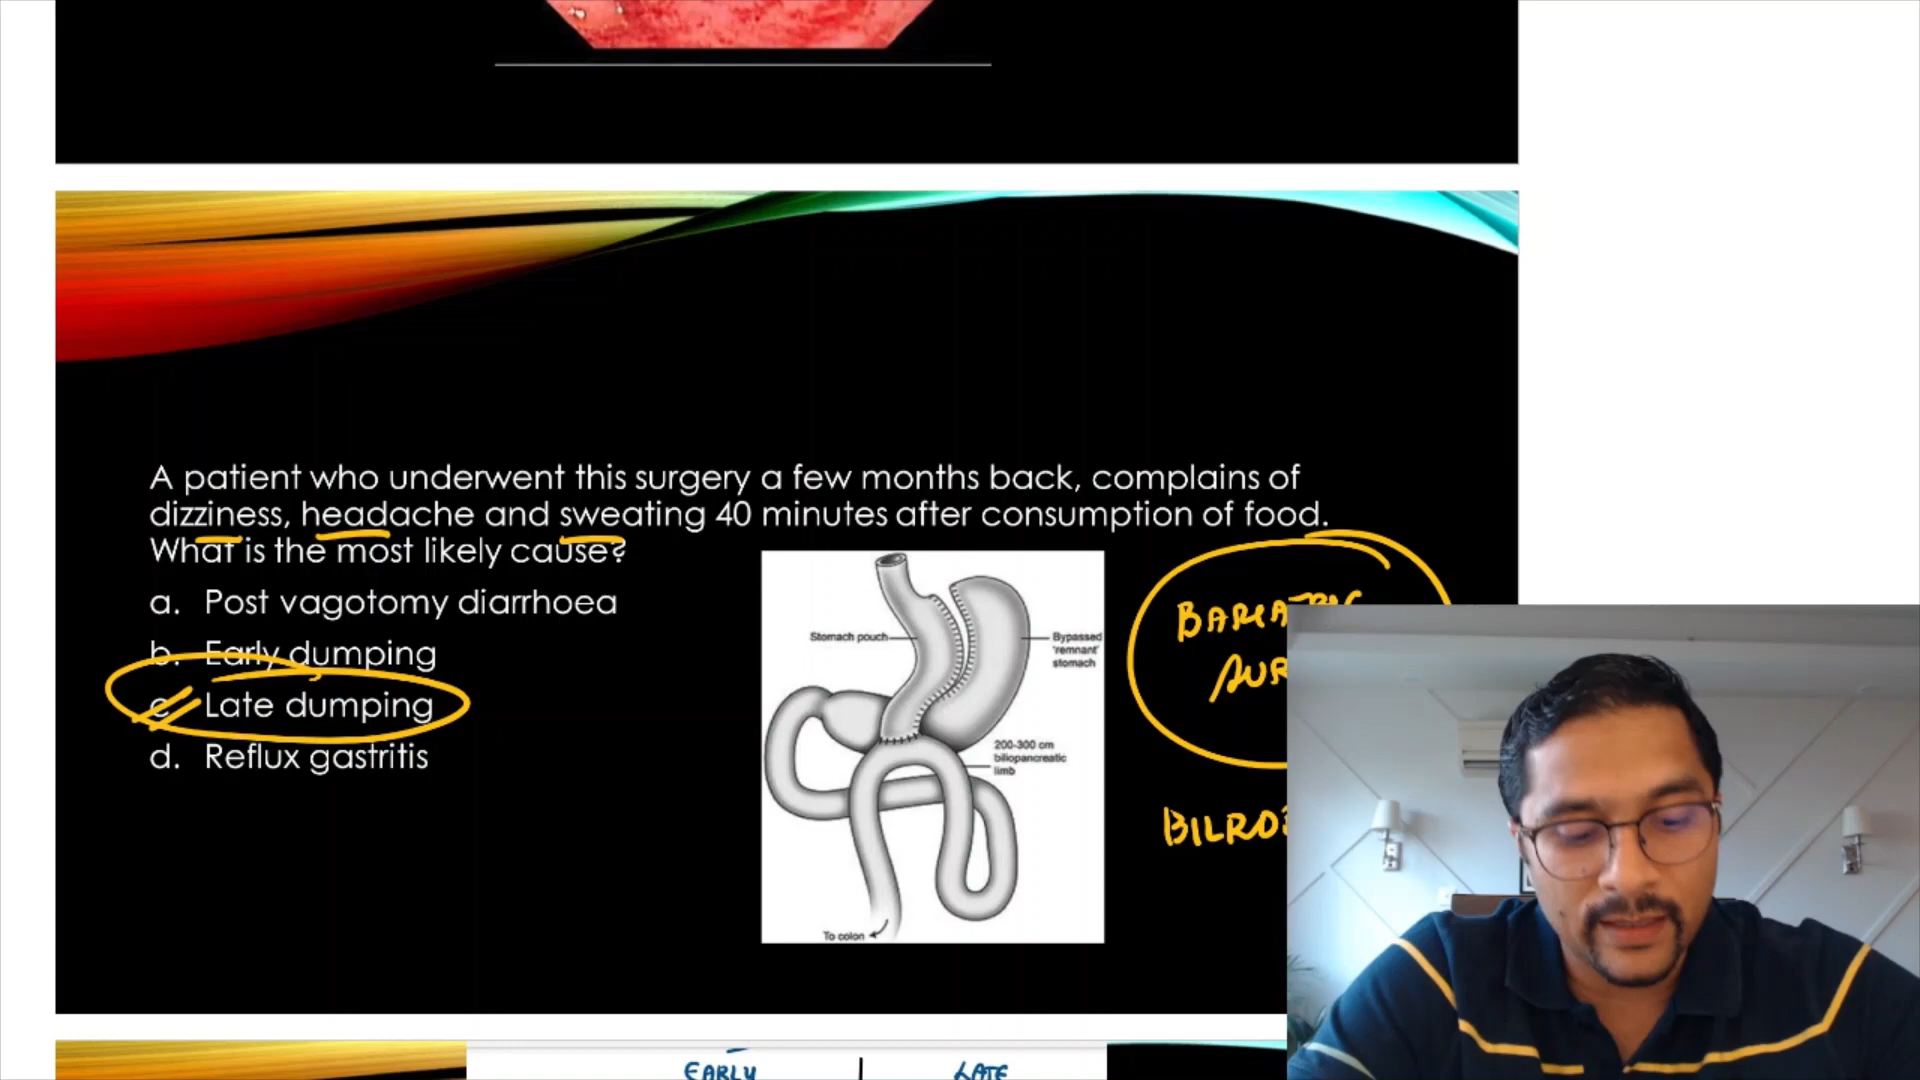 A patient who underwent this surgery a few months back, complains of
dizziness, headache and sweating 40 minutes after consumption of food.
What is the most likely cause?
a. Post vagotomy diarrhoea
b. Early dumping
c. Late dumping
d. Reflux gastritis
Stomach pouch
Bypassed
'remnant'
stomach
200-300 cm
biliopancreatic
limb
To colon
BARIATRIC
EARLY
LATE